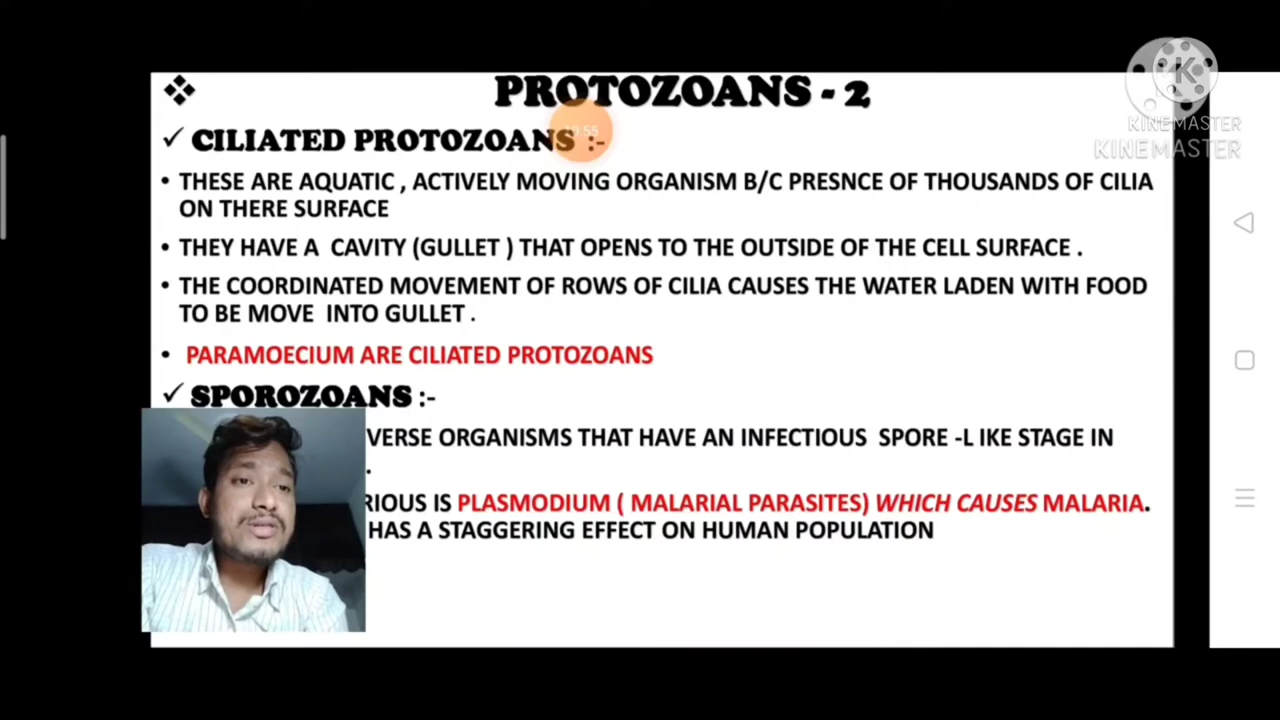 PROTOZOANS - 2
KINEMASTER
KINEMASTER
CILIATED PROTOZOANS :-
THESE ARE AQUATIC , ACTIVELY MOVING ORGANISM B/C PRESNCE OF THOUSANDS OF CILIA
ON THERE SURFACE
THEY HAVE A CAVITY (GULLET ) THAT OPENS TO THE OUTSIDE OF THE CELL SURFACE .
THE COORDINATED MOVEMENT OF ROWS OF CILIA CAUSES THE WATER LADEN WITH FOOD
TO BE MOVE INTO GULLET .
PARAMOECIUM ARE CILIATED PROTOZOANS
SPOROZOANS :-
VERSE ORGANISMS THAT HAVE AN INFECTIOUS SPORE -L IKE STAGE IN
.
RIOUS IS PLASMODIUM ( MALARIAL PARASITES) WHICH CAUSES MALARIA.
HAS A STAGGERING EFFECT ON HUMAN POPULATION